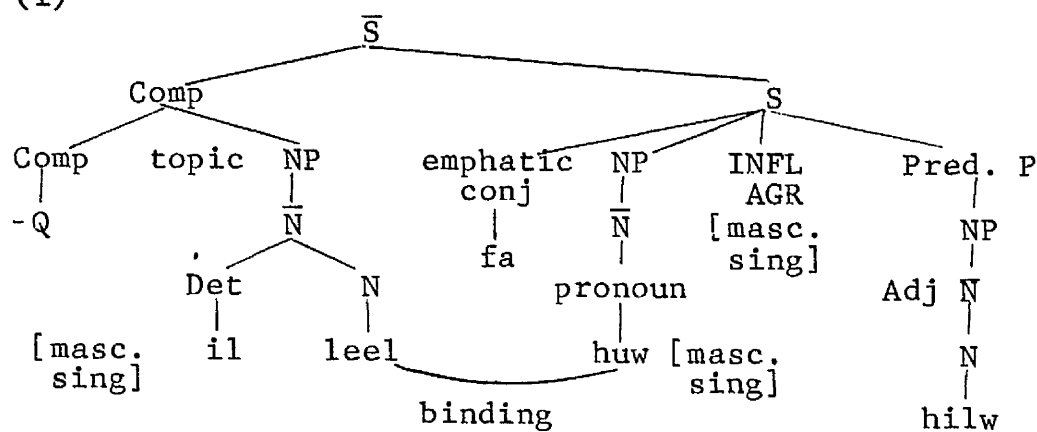 (1)
S̅
Comp S
Comp topic NP emphatic NP INFL Pred. P
conj AGR
-Q N̅ N̅ [masc. NP
fa sing]
Det N pronoun Adj N̅
[masc. il leel huw [masc. N
sing] sing]
binding hilw